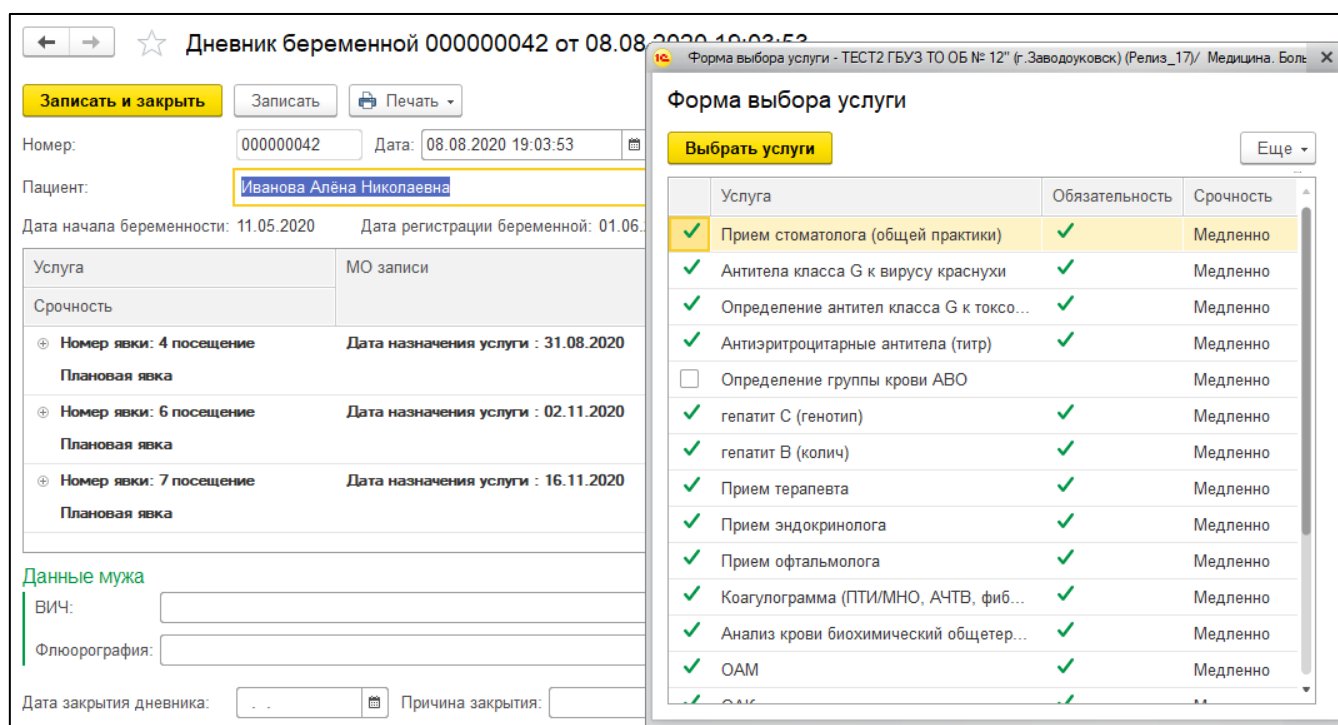 Дневник беременной 000000042 от 08.08.2020 19:03:53
Записать и закрыть Записать Печать
Номер: 000000042 Дата: 08.08.2020 19:03:53
Пациент: Иванова Алёна Николаевна
Дата начала беременности: 11.05.2020 Дата регистрации беременной: 01.06.
Услуга МО записи
Срочность
Номер явки: 4 посещение Дата назначения услуги : 31.08.2020
Плановая явка
Номер явки: 6 посещение Дата назначения услуги : 02.11.2020
Плановая явка
Номер явки: 7 посещение Дата назначения услуги : 16.11.2020
Плановая явка
Данные мужа
ВИЧ:
Флюорография:
Дата закрытия дневника: . . Причина закрытия:
1С Форма выбора услуги - ТЕСТ2 ГБУЗ ТО ОБ № 12" (г.Заводоуковск) (Релиз_17)/ Медицина. Боль
Форма выбора услуги
Выбрать услуги Еще
Услуга Обязательность Срочность
Прием стоматолога (общей практики) Медленно
Антитела класса G к вирусу краснухи Медленно
Определение антител класса G к токсо... Медленно
Антиэритроцитарные антитела (титр) Медленно
Определение группы крови АВО Медленно
гепатит С (генотип) Медленно
гепатит В (колич) Медленно
Прием терапевта Медленно
Прием эндокринолога Медленно
Прием офтальмолога Медленно
Коагулограмма (ПТИ/МНО, АЧТВ, фиб... Медленно
Анализ крови биохимический общетер... Медленно
ОАМ Медленно